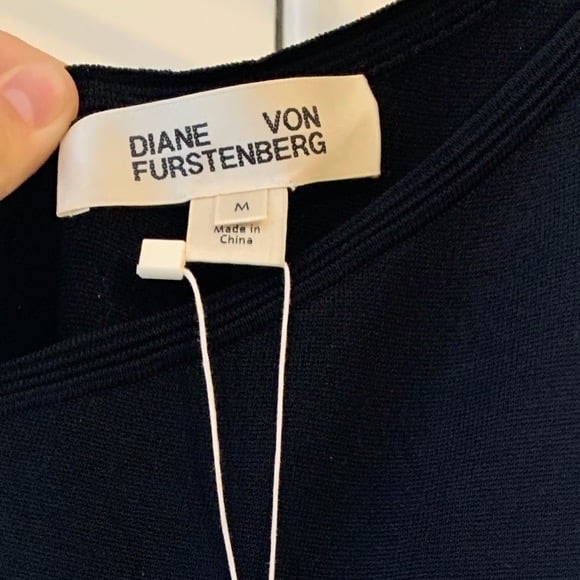 DIANE VON
FURSTENBERG
M
Made in
China